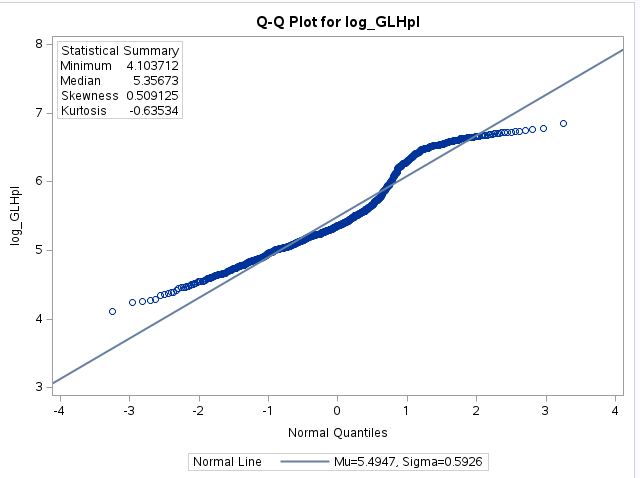 Q-Q Plot for log_GLHpl
Statistical Summary
Minimum 4.103712
Median 5.35673
Skewness 0.509125
Kurtosis -0.63534
8
7
6
5
4
3
log_GLHpl
-4 -3 -2 -1 0 1 2 3 4
Normal Quantiles
Normal Line Mu=5.4947, Sigma=0.5926